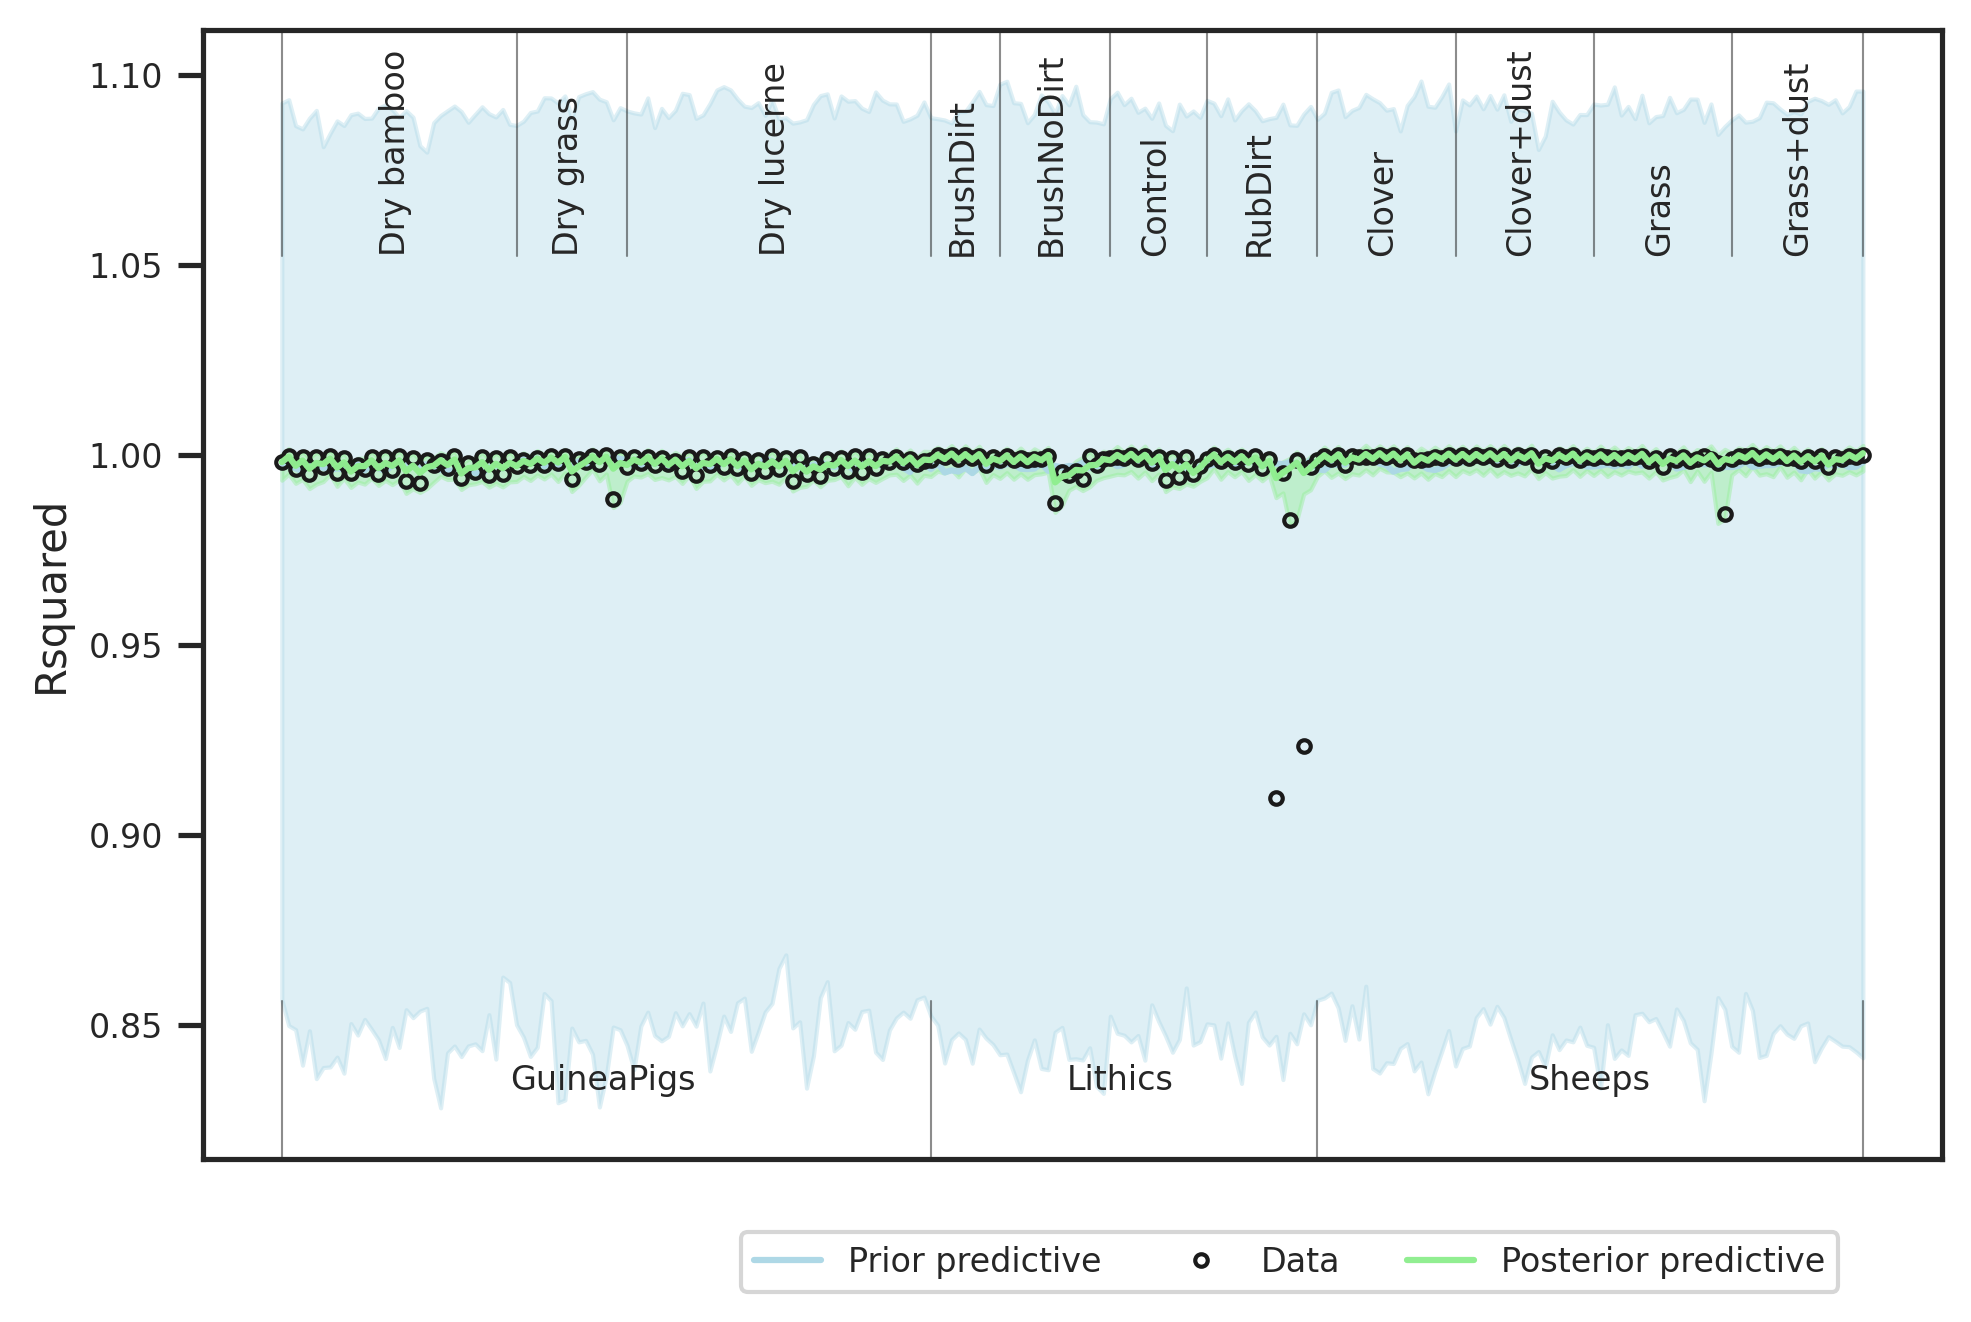 1.10
1.05
1.00
0.95
0.90
0.85
Rsquared
Dry bamboo
Dry grass
Dry lucerne
BrushDirt
BrushNoDirt
Control
RubDirt
Clover
Clover+dust
Grass
Grass+dust
GuineaPigs
Lithics
Sheeps
Prior predictive
Data
Posterior predictive